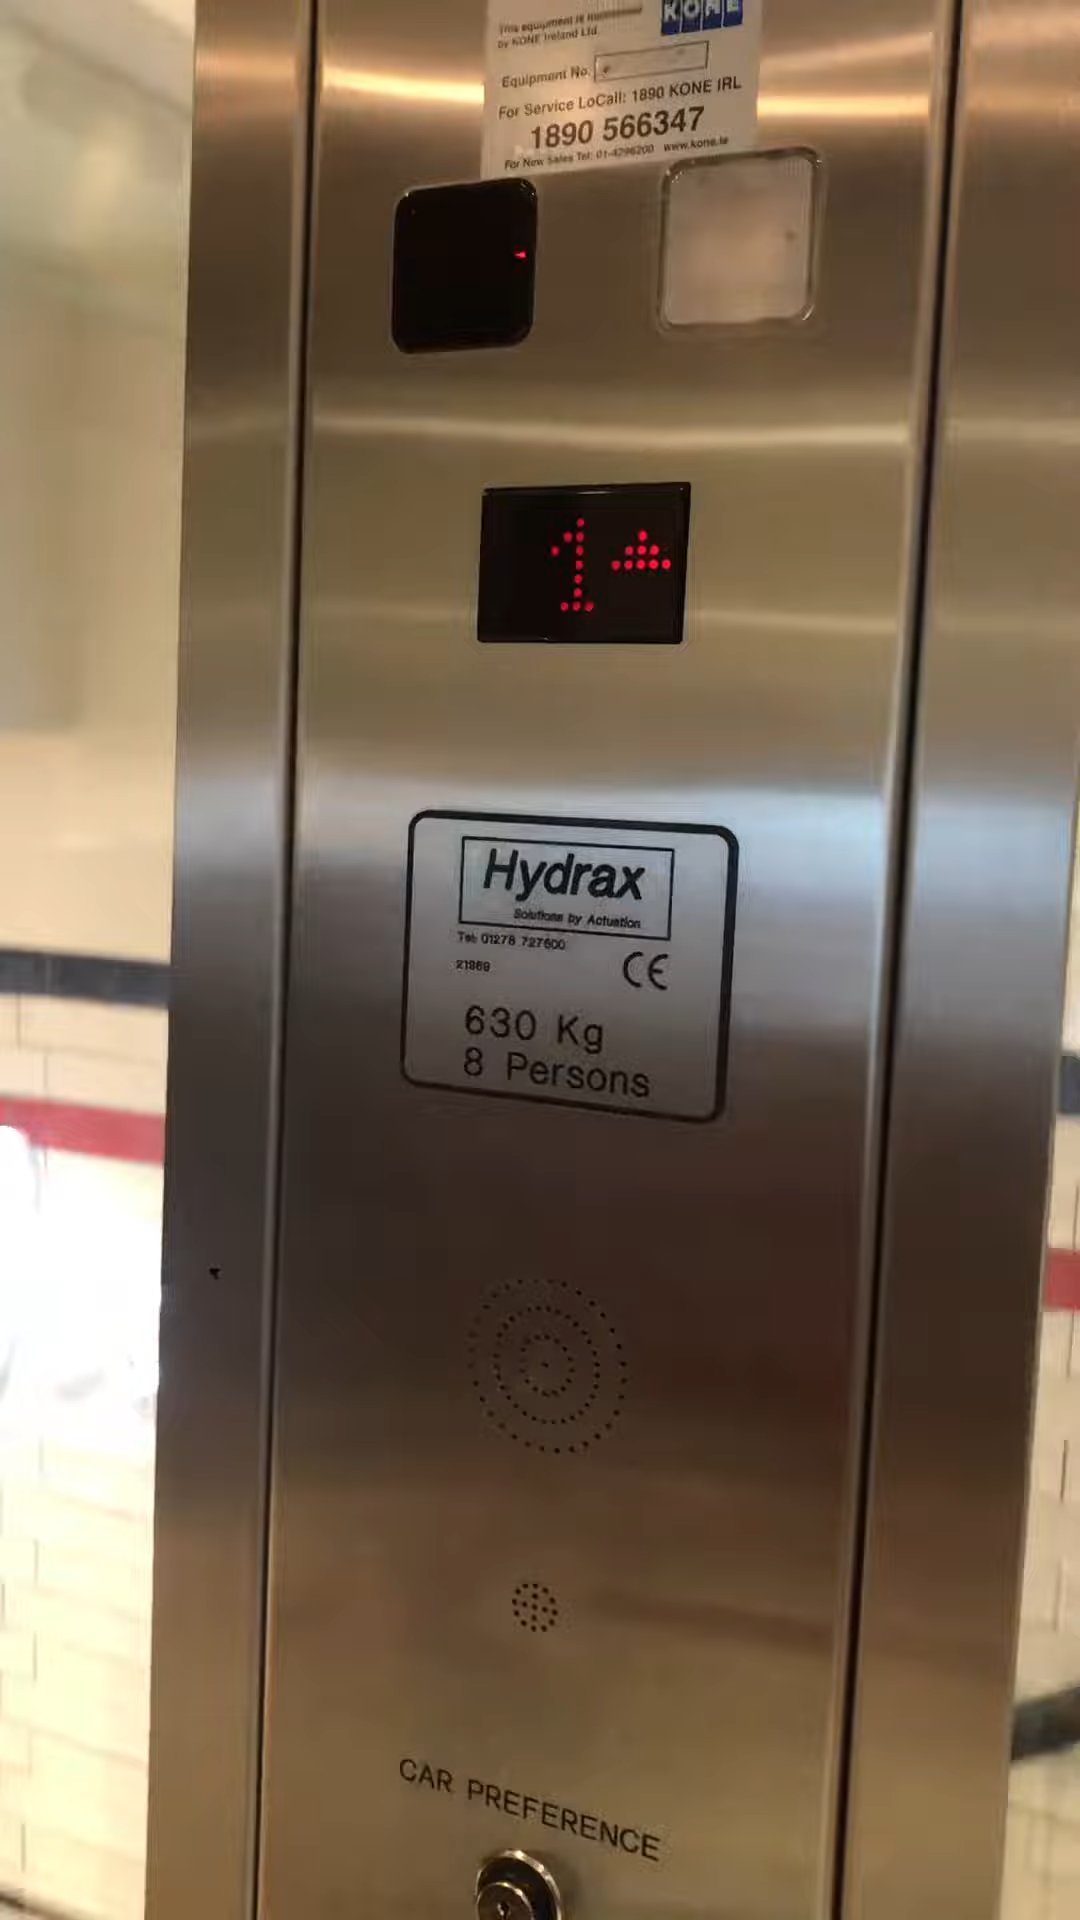 This equipment is maintained
by KONE Ireland Ltd.
KONE
Equipment No.
For Service LoCall: 1890 KONE IRL
1890 566347
For New Sales Tel: 01-4296200 www.kone.ie
1
Hydrax
Solutions by Actuation
Tel: 01278 727600
21989
CE
630 Kg
8 Persons
CAR PREFERENCE